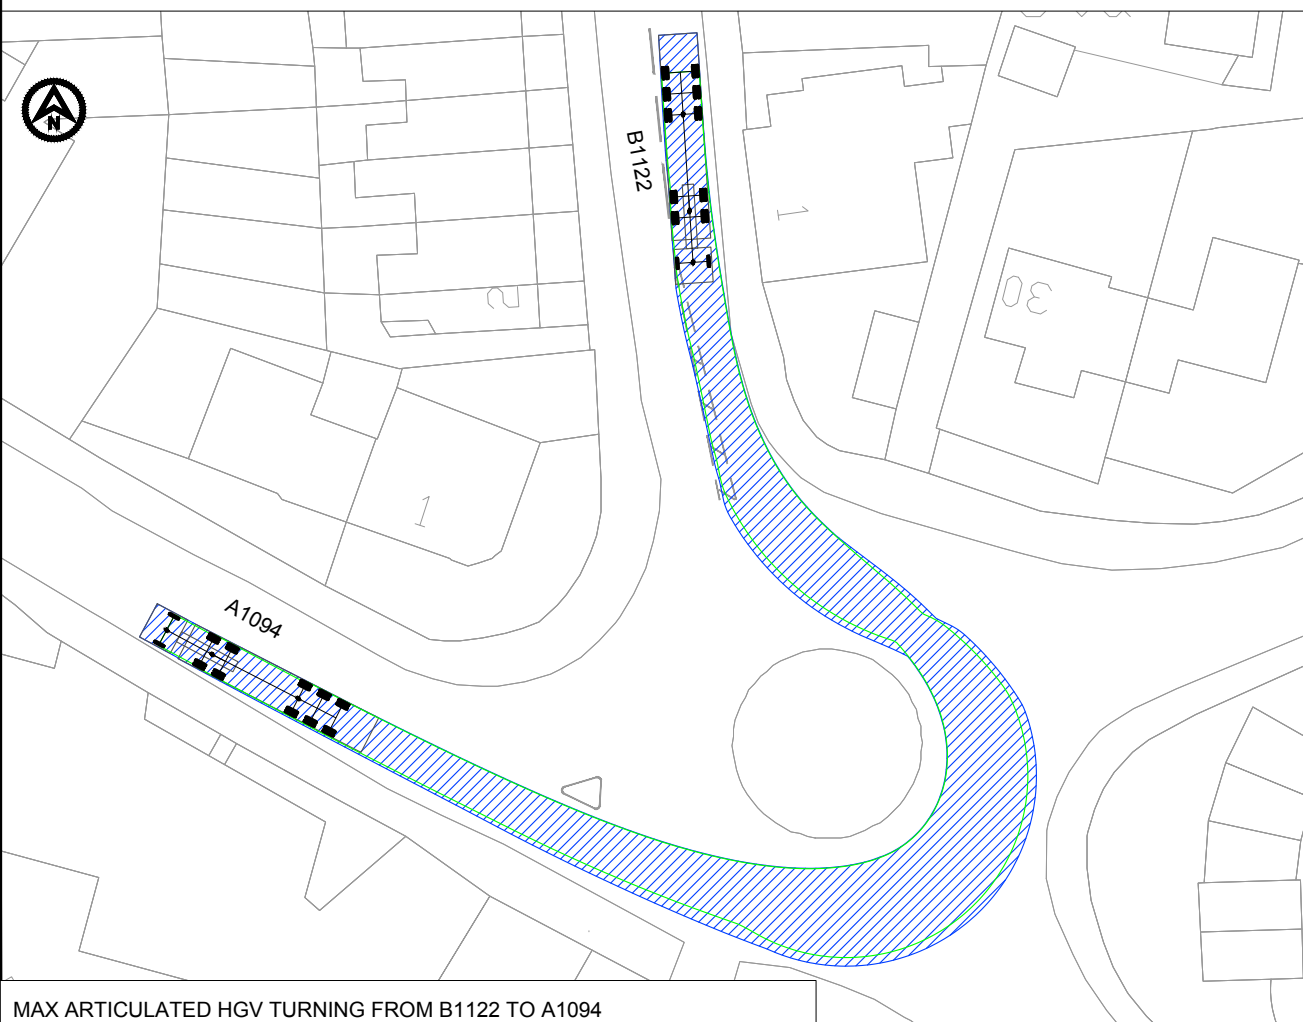 N
B1122
1
30
2
1
A1094
MAX ARTICULATED HGV TURNING FROM B1122 TO A1094